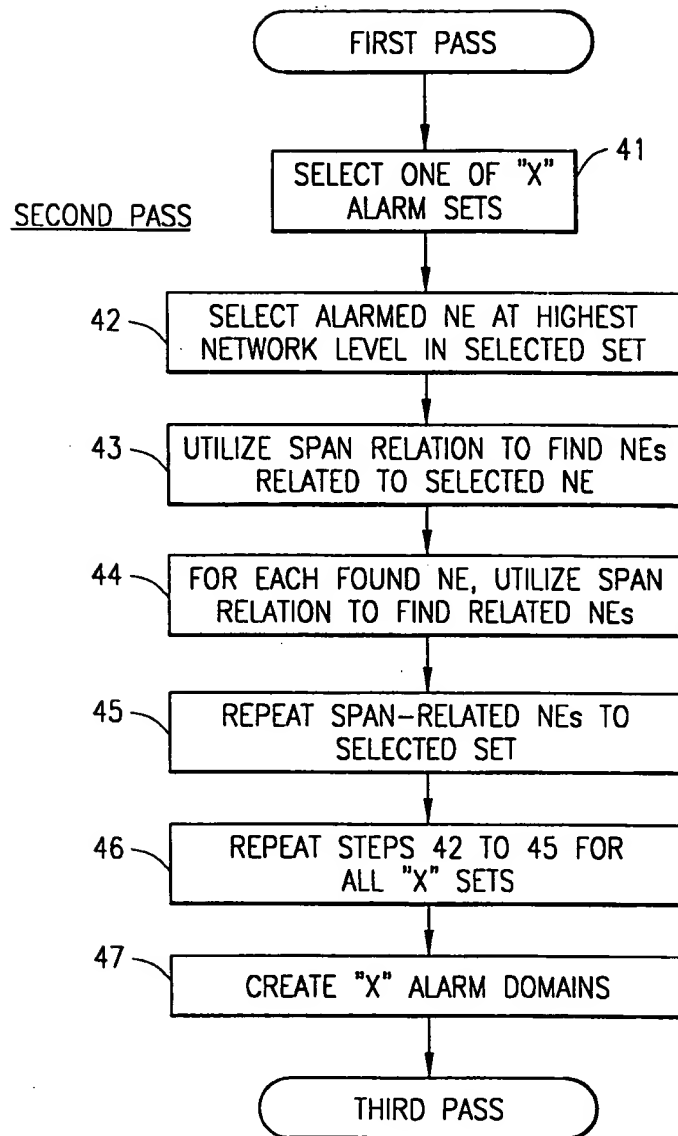 FIRST PASS
41
SELECT ONE OF "X"
ALARM SETS
SECOND PASS
42
SELECT ALARMED NE AT HIGHEST
NETWORK LEVEL IN SELECTED SET
43
UTILIZE SPAN RELATION TO FIND NEs
RELATED TO SELECTED NE
44
FOR EACH FOUND NE, UTILIZE SPAN
RELATION TO FIND RELATED NEs
45
REPEAT SPAN-RELATED NEs TO
SELECTED SET
46
REPEAT STEPS 42 TO 45 FOR
ALL "X" SETS
47
CREATE "X" ALARM DOMAINS
THIRD PASS